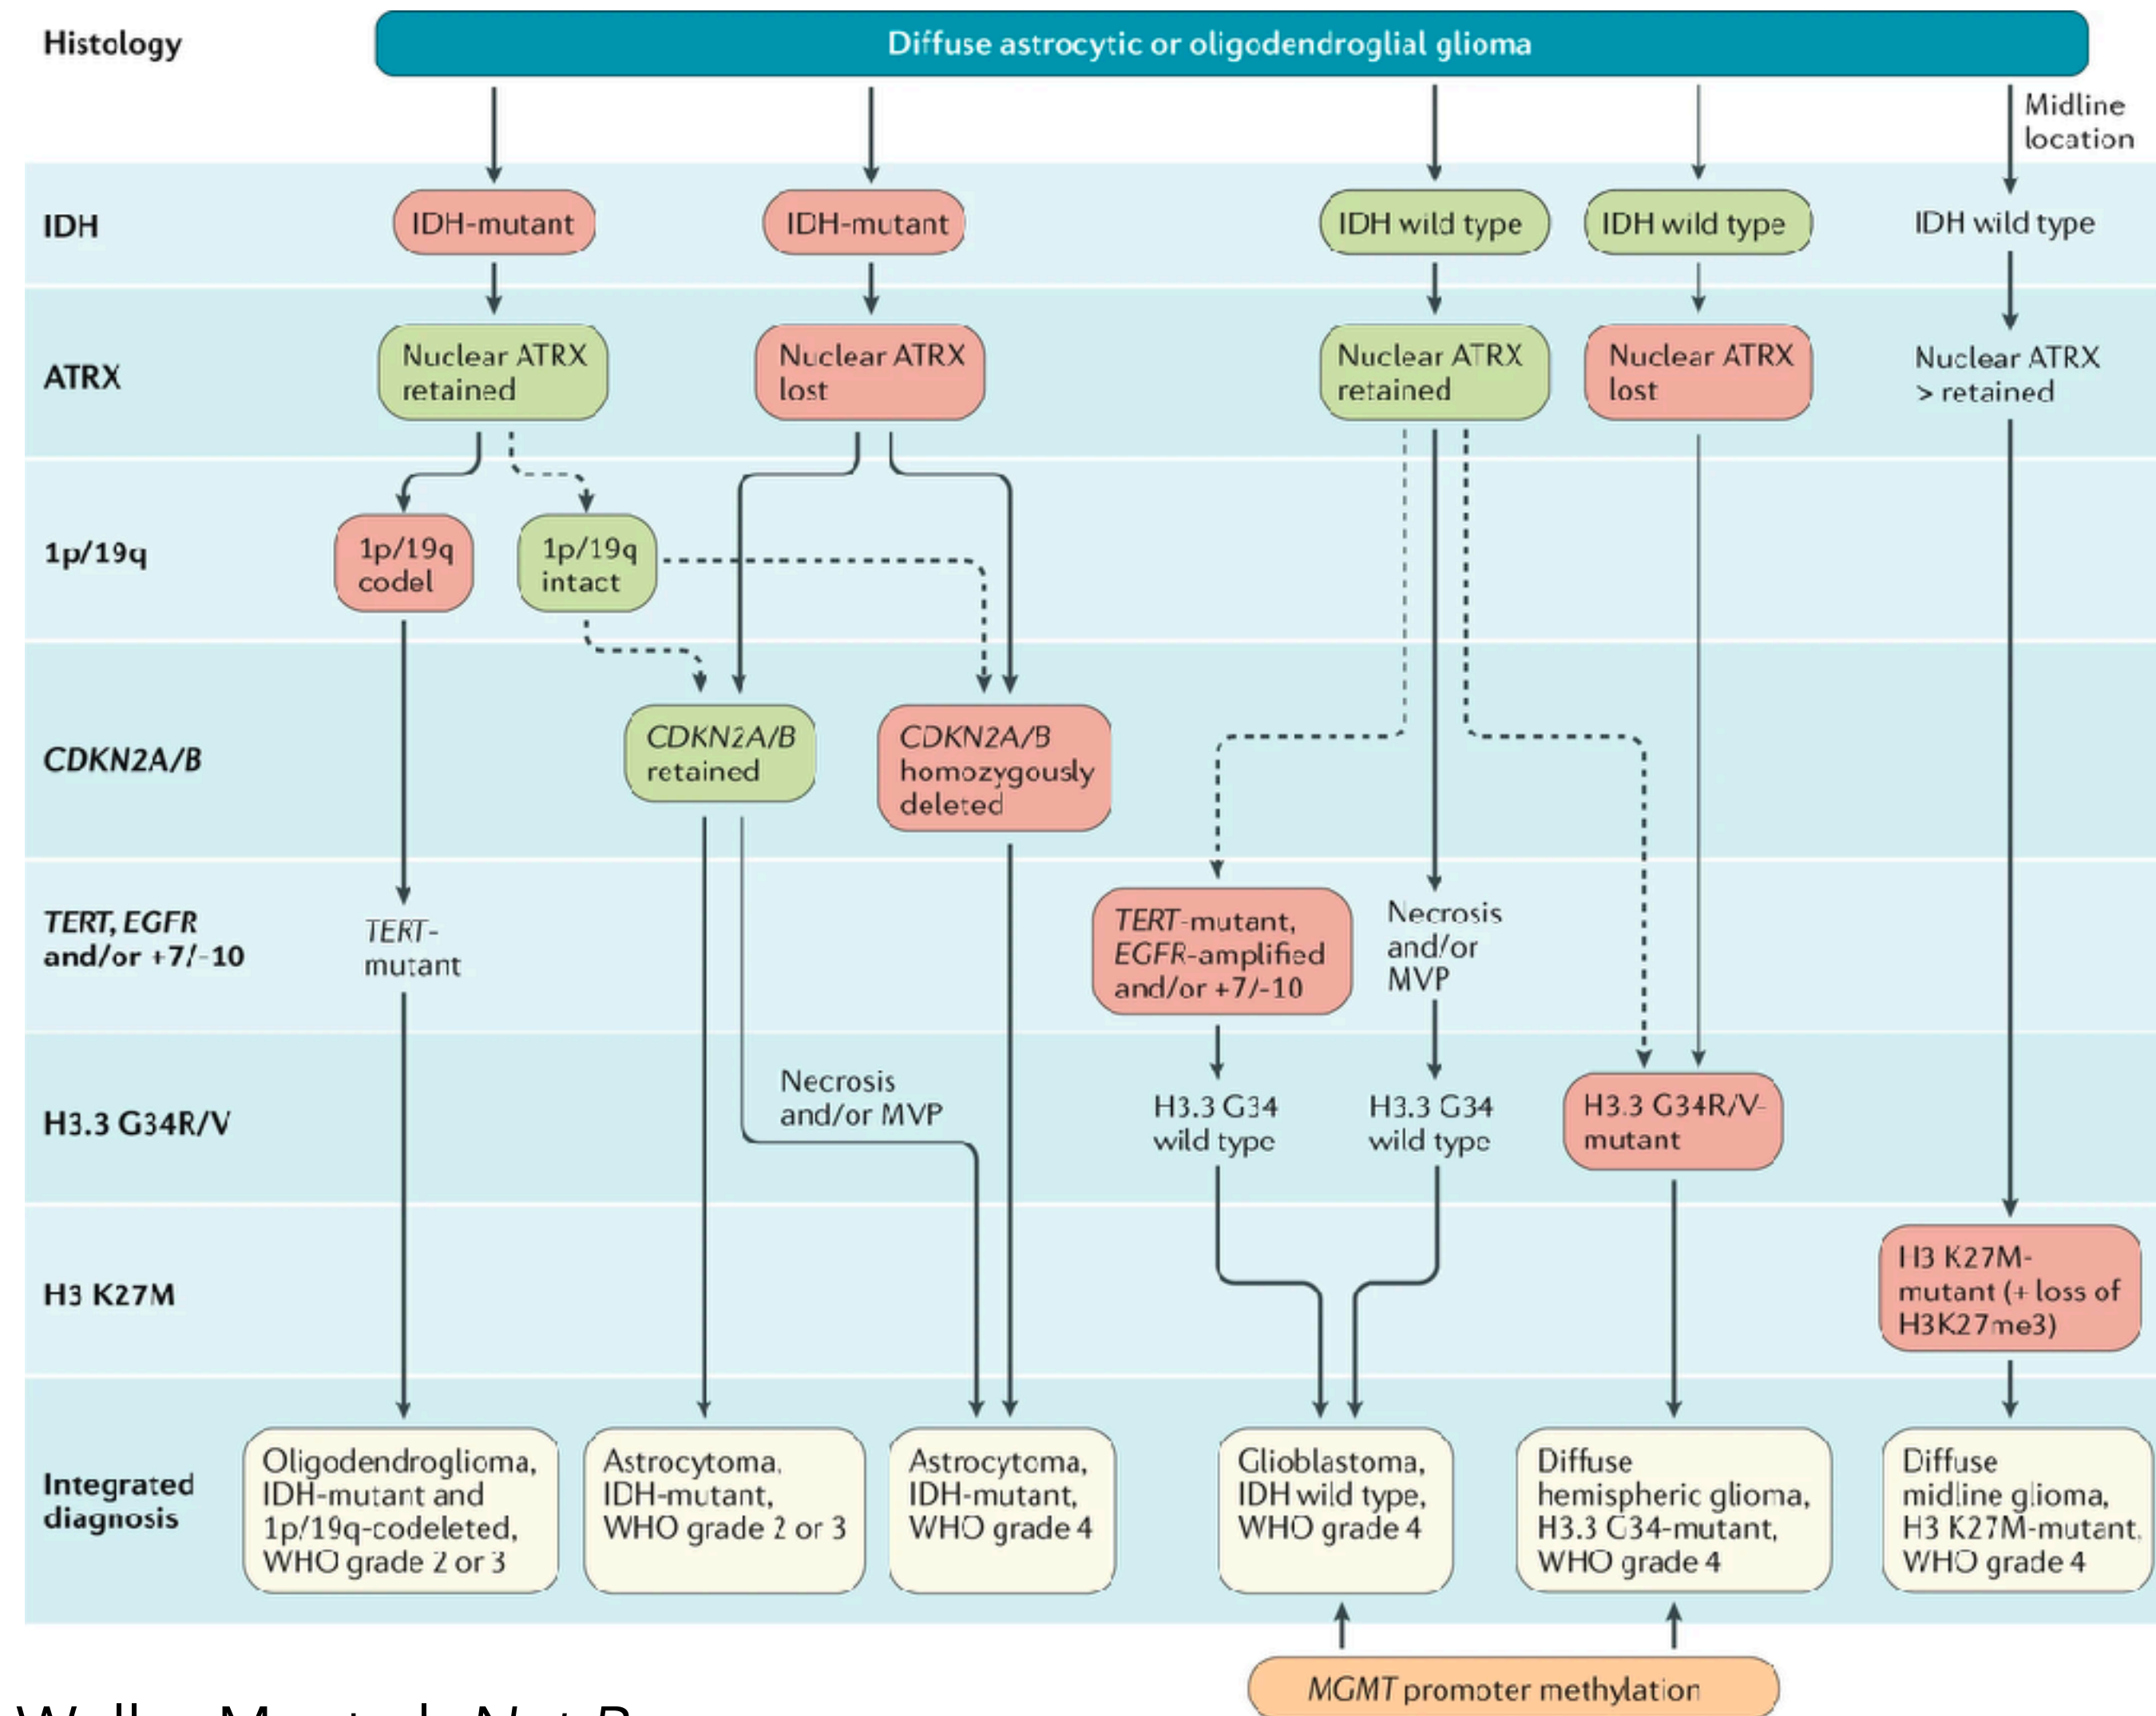 Histology
Diffuse astrocytic or oligodendroglial glioma
Midline
location
IDH
IDH-mutant
IDH-mutant
IDH wild type
IDH wild type
IDH wild type
ATRX
Nuclear ATRX
retained
Nuclear ATRX
lost
Nuclear ATRX
retained
Nuclear ATRX
lost
Nuclear ATRX
> retained
1p/19q
1p/19q
codel
1p/19q
intact
CDKN2A/B
CDKN2A/B
retained
CDKN2A/B
homozygously
deleted
TERT, EGFR
and/or +7/-10
TERT-
mutant
TERT-mutant,
EGFR-amplified
and/or +7/-10
Necrosis
and/or
MVP
H3.3 G34R/V
Necrosis
and/or MVP
H3.3 G34
wild type
H3.3 G34
wild type
H3.3 G34R/V-
mutant
H3 K27M
H3 K27M-
mutant (+ loss of
H3K27me3)
Integrated
diagnosis
Oligodendroglioma,
IDH-mutant and
1p/19q-codeleted,
WHO grade 2 or 3
Astrocytoma,
IDH-mutant,
WHO grade 2 or 3
Astrocytoma,
IDH-mutant,
WHO grade 4
Glioblastoma,
IDH wild type,
WHO grade 4
Diffuse
hemispheric glioma,
H3.3 G34-mutant,
WHO grade 4
Diffuse
midline glioma,
H3 K27M-mutant,
WHO grade 4
MGMT promoter methylation